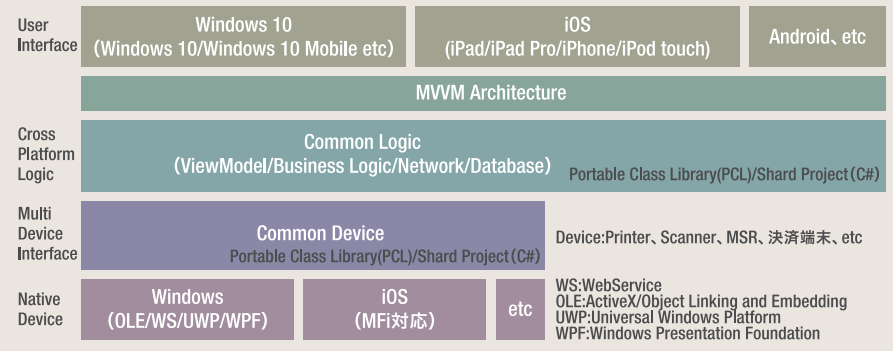 User
Interface
Windows 10
(Windows 10/Windows 10 Mobile etc)
iOS
(iPad/iPad Pro/iPhone/iPod touch)
Android、etc
MVVM Architecture
Cross
Platform
Logic
Common Logic
(ViewModel/Business Logic/Network/Database)
Portable Class Library(PCL)/Shard Project(C#)
Multi
Device
Interface
Common Device
Portable Class Library(PCL)/Shard Project(C#)
Device:Printer、Scanner、MSR、決済端末、etc
Native
Device
Windows
(OLE/WS/UWP/WPF)
iOS
(MFi対応)
etc
WS:WebService
OLE:ActiveX/Object Linking and Embedding
UWP:Universal Windows Platform
WPF:Windows Presentation Foundation